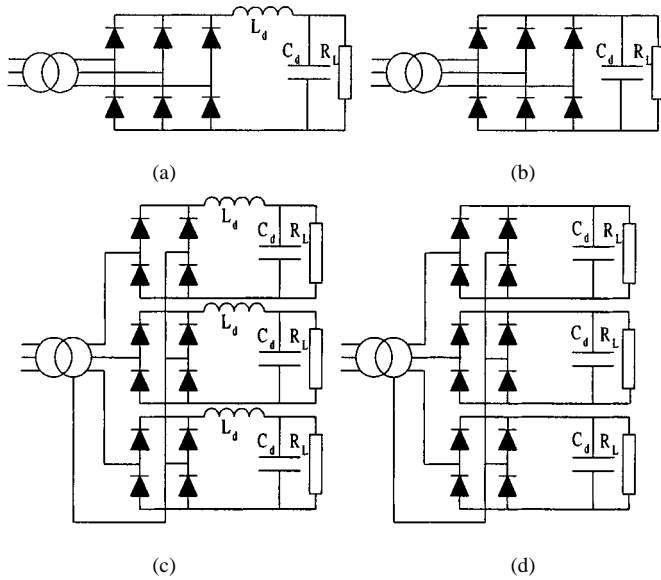 L_d C_d R_L
C_d R_L
(a) (b)
L_d C_d R_L
C_d R_L
L_d C_d R_L
C_d R_L
L_d C_d R_L
C_d R_L
(c) (d)